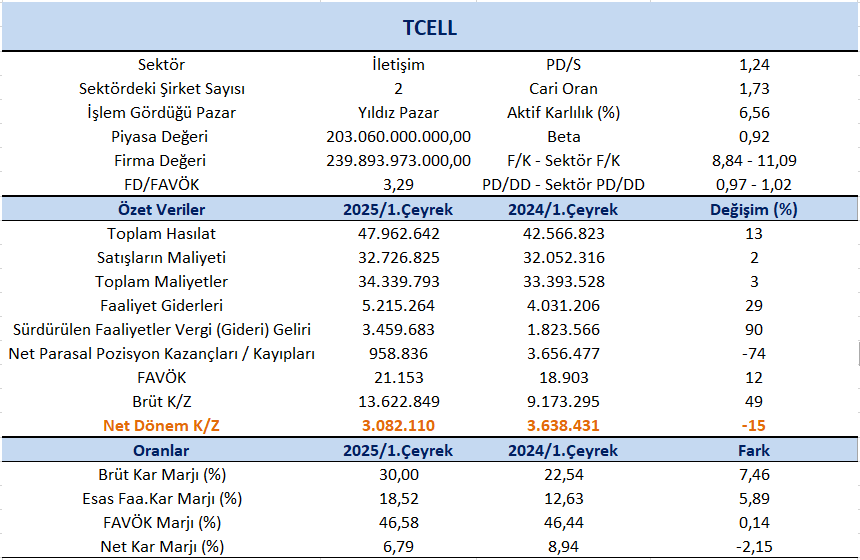 TCELL
Sektör İletişim PD/S 1,24
Sektördeki Şirket Sayısı 2 Cari Oran 1,73
İşlem Gördüğü Pazar Yıldız Pazar Aktif Karlılık (%) 6,56
Piyasa Değeri 203.060.000.000,00 Beta 0,92
Firma Değeri 239.893.973.000,00 F/K - Sektör F/K 8,84 - 11,09
FD/FAVÖK 3,29 PD/DD - Sektör PD/DD 0,97 - 1,02
Özet Veriler 2025/1.Çeyrek 2024/1.Çeyrek Değişim (%)
Toplam Hasılat 47.962.642 42.566.823 13
Satışların Maliyeti 32.726.825 32.052.316 2
Toplam Maliyetler 34.339.793 33.393.528 3
Faaliyet Giderleri 5.215.264 4.031.206 29
Sürdürülen Faaliyetler Vergi (Gideri) Geliri 3.459.683 1.823.566 90
Net Parasal Pozisyon Kazançları / Kayıpları 958.836 3.656.477 -74
FAVÖK 21.153 18.903 12
Brüt K/Z 13.622.849 9.173.295 49
Net Dönem K/Z 3.082.110 3.638.431 -15
Oranlar 2025/1.Çeyrek 2024/1.Çeyrek Fark
Brüt Kar Marjı (%) 30,00 22,54 7,46
Esas Faa.Kar Marjı (%) 18,52 12,63 5,89
FAVÖK Marjı (%) 46,58 46,44 0,14
Net Kar Marjı (%) 6,79 8,94 -2,15